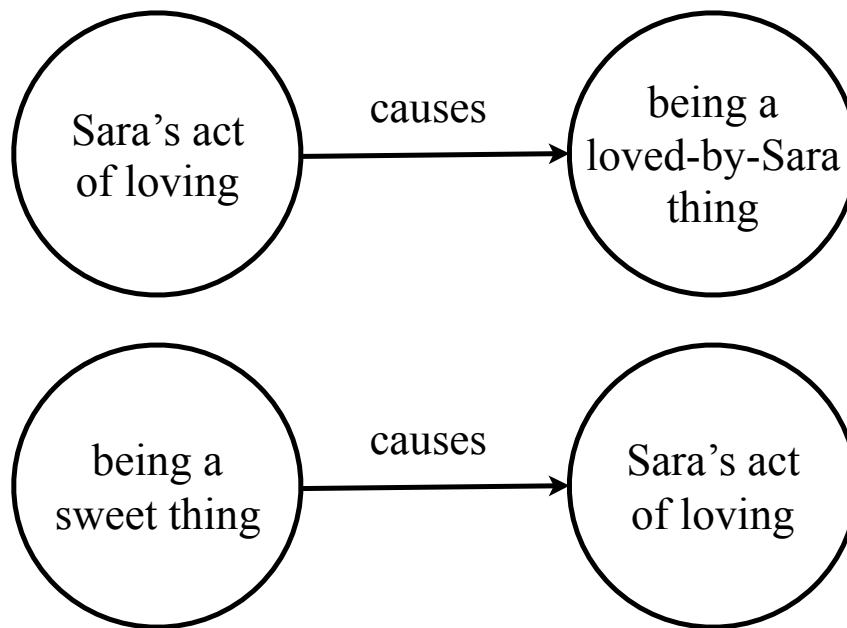 Sara’s act
of loving
causes
being a
loved-by-Sara
thing
being a
sweet thing
causes
Sara’s act
of loving